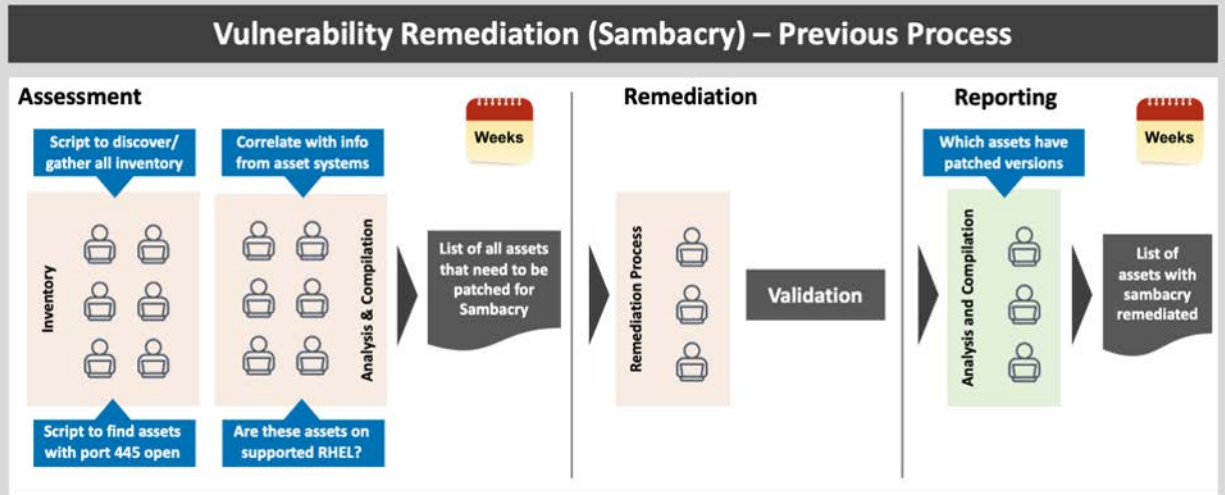 Vulnerability Remediation (Sambacry) – Previous Process
Assessment
Script to discover/
gather all inventory
Correlate with info
from asset systems
Weeks
Inventory
Analysis & Compilation
Script to find assets
with port 445 open
Are these assets on
supported RHEL?
List of all assets
that need to be
patched for
Sambacry
Remediation
Remediation Process
Validation
Reporting
Which assets have
patched versions
Weeks
Analysis and Compilation
List of
assets with
sambacry
remediated